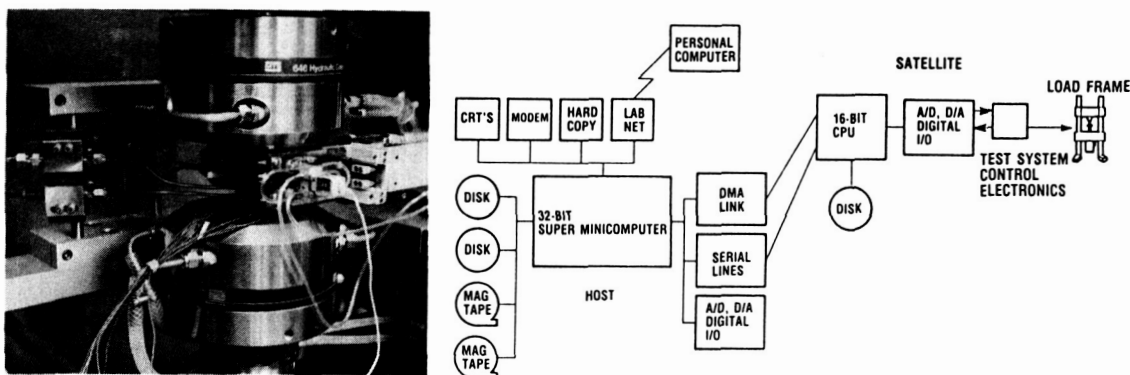 MTS
646 Hydraulic
PERSONAL
COMPUTER
SATELLITE
LOAD FRAME
CRT'S
MODEM
HARD
COPY
LAB
NET
16-BIT
CPU
A/D, D/A
DIGITAL
I/O
TEST SYSTEM
CONTROL
ELECTRONICS
DISK
DISK
32-BIT
SUPER MINICOMPUTER
DMA
LINK
DISK
SERIAL
LINES
HOST
MAG
TAPE
A/D, D/A
DIGITAL
I/O
MAG
TAPE